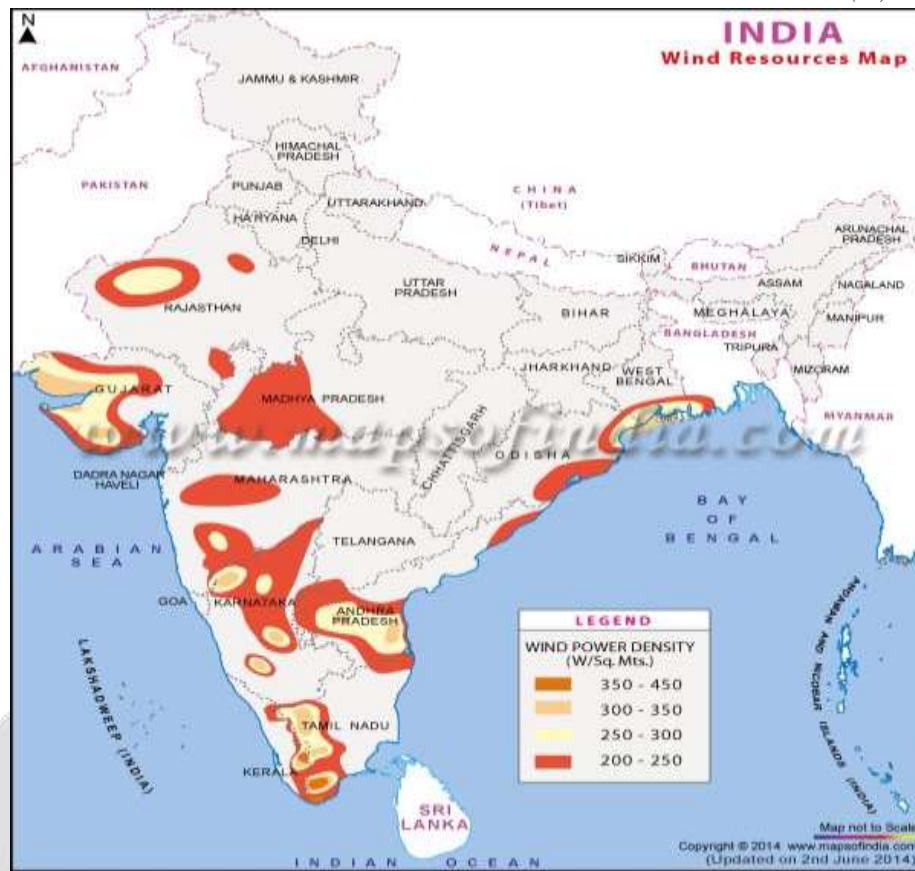 N
INDIA
Wind Resources Map
AFGHANISTAN
JAMMU & KASHMIR
HIMACHAL
PRADESH
PAKISTAN
PUNJAB
UTTARAKHAND
CHINA
(Tibet)
HARYANA
DELHI
NEPAL
ARUNACHAL
PRADESH
SIKKIM
BHUTAN
RAJASTHAN
UTTAR
PRADESH
ASSAM
NAGALAND
BIHAR
MEGHALAYA
MANIPUR
BANGLADESH
TRIPURA
GUJARAT
JHARKHAND
WEST
BENGAL
MIZORAM
MADHYA PRADESH
MYANMAR
www.mapsofindia.com
CHHATTISGARH
ODISHA
DADRA NAGAR
HAVELI
MAHARASHTRA
BAY
OF
BENGAL
ARABIAN
SEA
TELANGANA
GOA
KARNATAKA
ANDHRA
PRADESH
LEGEND
WIND POWER DENSITY
(W/Sq. Mts.)
350 - 450
300 - 350
250 - 300
200 - 250
ANDAMAN AND NICOBAR ISLANDS (INDIA)
LAKSHADWEEP (INDIA)
TAMIL NADU
KERALA
SRI
LANKA
Map not to Scale
Copyright © 2014 www.mapsofindia.com
(Updated on 2nd June 2014)
INDIAN OCEAN